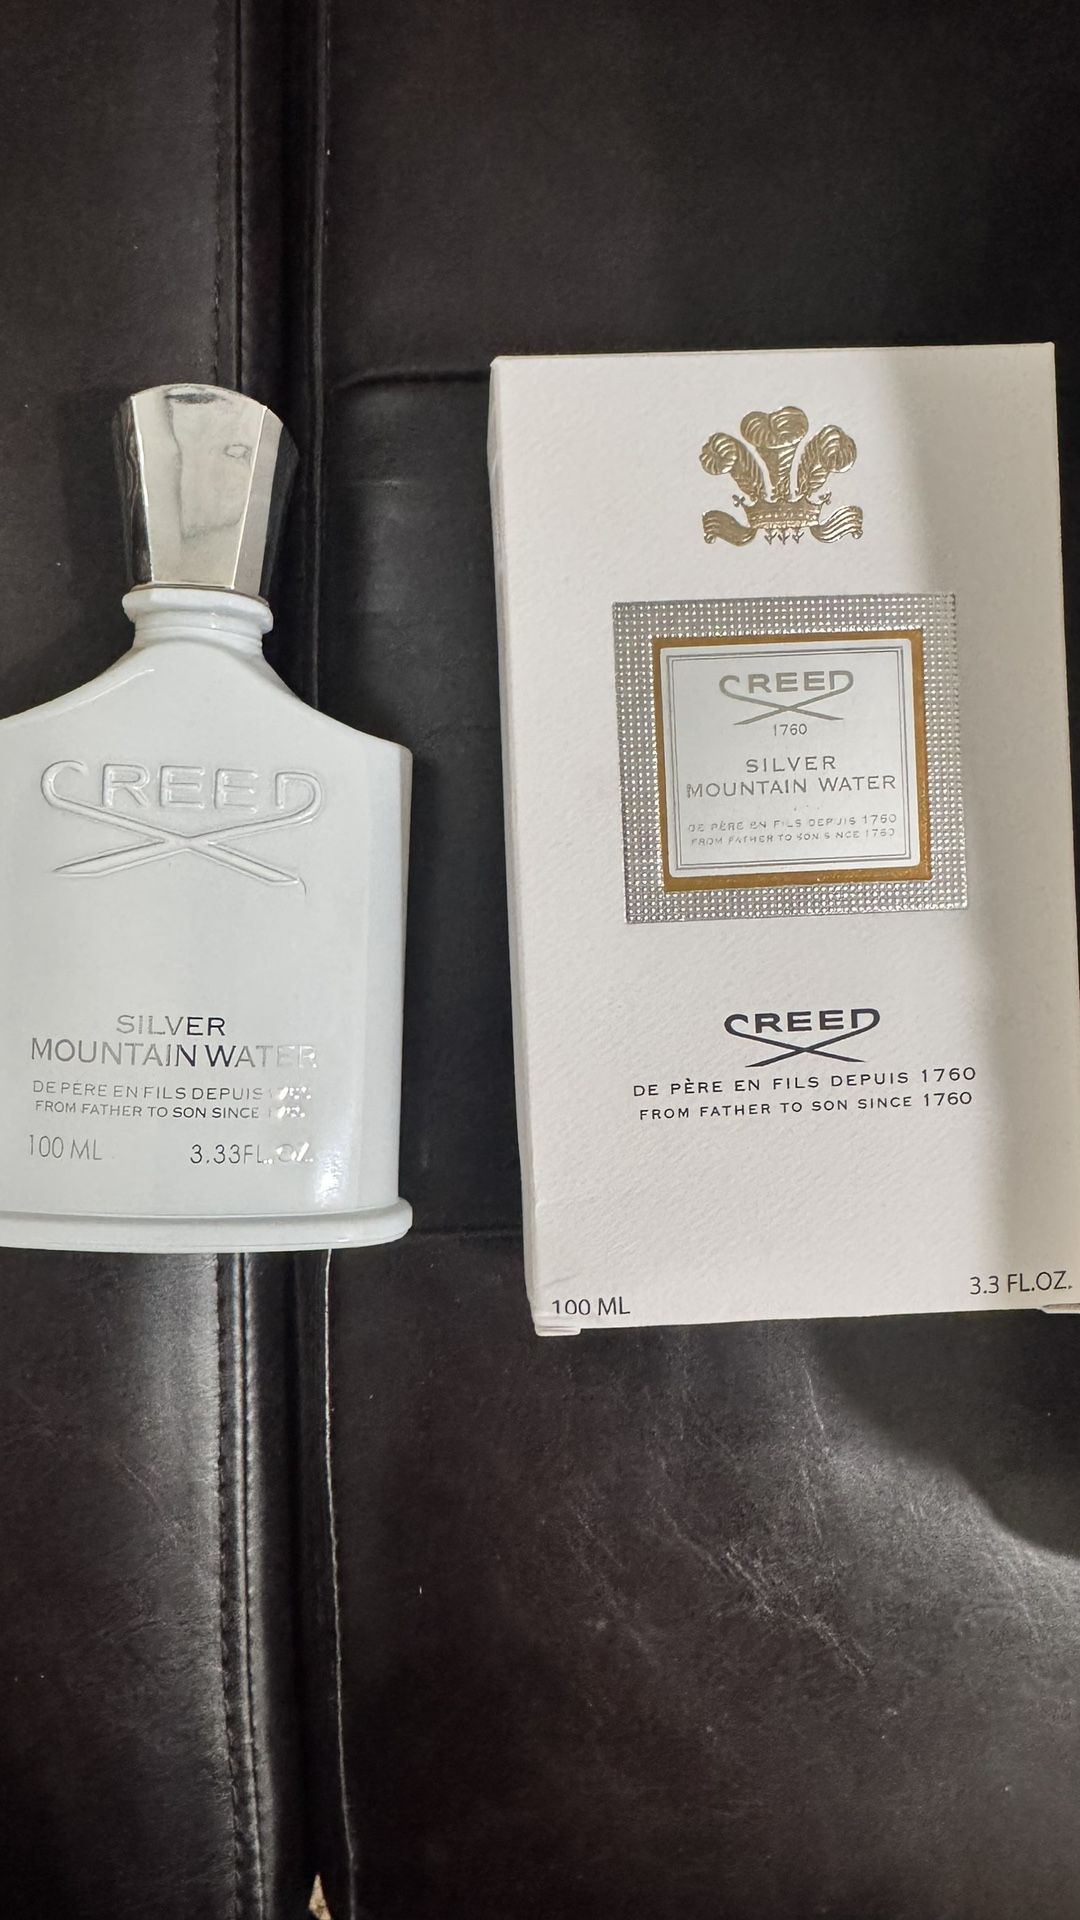 CREED
SILVER
MOUNTAIN WATER
DE PÈRE EN FILS DEPUIS
FROM FATHER TO SON SINCE
100 ML 3.33FL.OZ.
CREED
1760
SILVER
MOUNTAIN WATER
DE PÈRE EN FILS DEPUIS 1760
FROM FATHER TO SON SINCE 1760
CREED
DE PÈRE EN FILS DEPUIS 1760
FROM FATHER TO SON SINCE 1760
100 ML 3.3 FL.OZ.